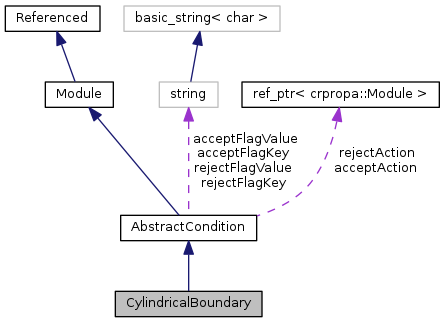 Referenced
basic_string< char >
Module
string
ref_ptr< crpropa::Module >
acceptFlagValue
acceptFlagKey
rejectFlagValue
rejectFlagKey
rejectAction
acceptAction
AbstractCondition
CylindricalBoundary